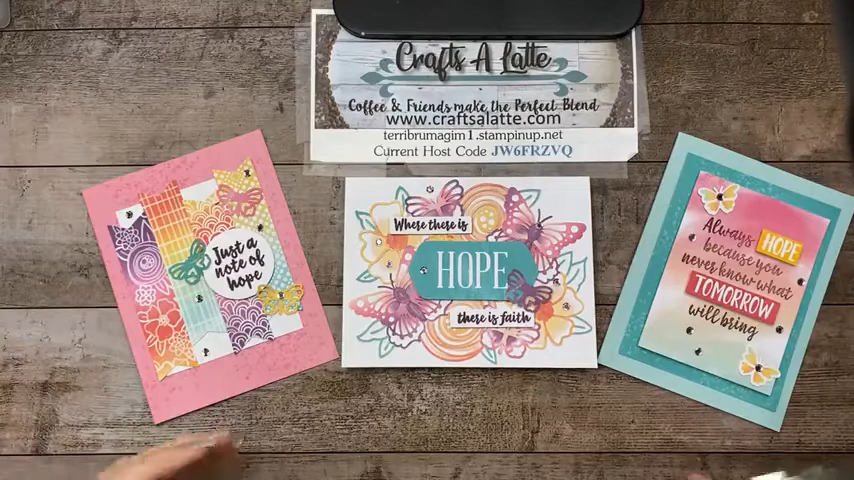 Crafts A Latte
Coffee & Friends make the Perfect Blend
www.craftsalatte.com
terribrumagim1.stampinup.net
Current Host Code JW6FRZVQ
Just a
note of
hope
Where there is
HOPE
there is faith
Always HOPE
because you
never know what
TOMORROW
will bring